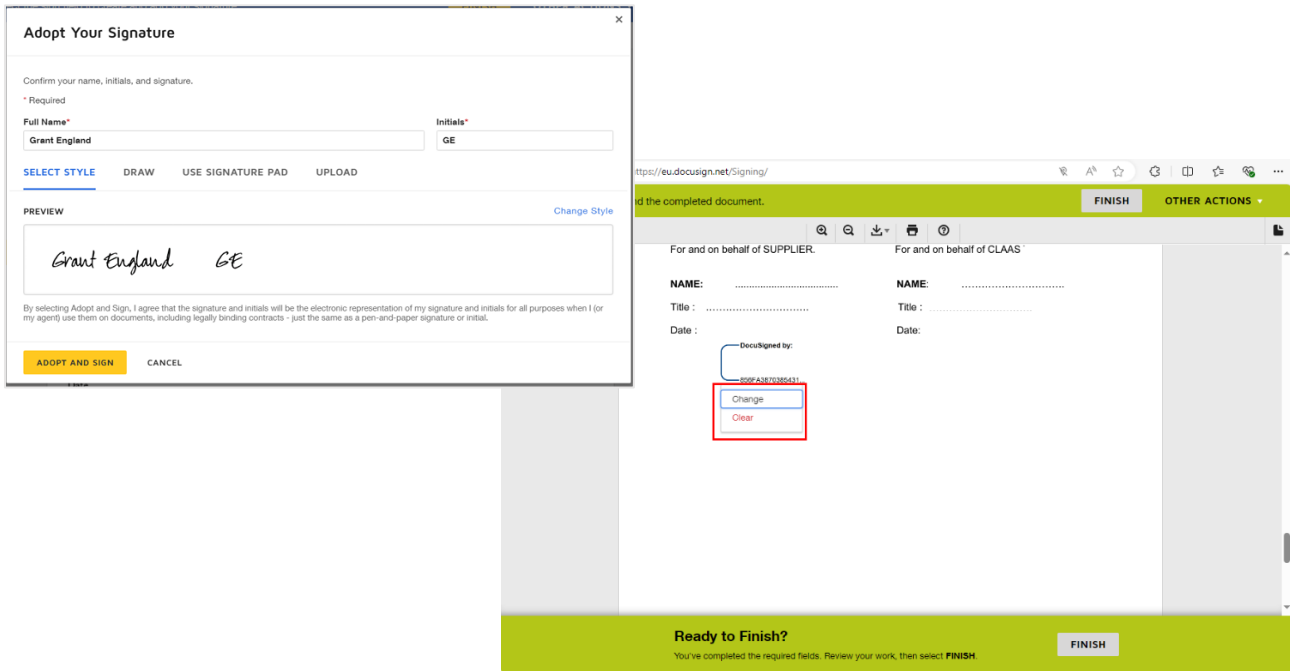 Adopt Your Signature
Confirm your name, initials, and signature.
* Required
Full Name*
Initials*
Grant England
GE
SELECT STYLE DRAW USE SIGNATURE PAD UPLOAD
PREVIEW
Change Style
Grant England GE
By selecting Adopt and Sign, I agree that the signature and initials will be the electronic representation of my signature and initials for all purposes when I (or
my agent) use them on documents, including legally binding contracts - just the same as a pen-and-paper signature or initial.
ADOPT AND SIGN CANCEL
ttps://eu.docusign.net/Signing/
nd the completed document.
FINISH OTHER ACTIONS
For and on behalf of SUPPLIER. For and on behalf of CLAAS
NAME: .................................... NAME: ..............................
Title : .............................. Title : ..............................
Date : Date:
DocuSigned by:
856FA3870385431...
Change
Clear
Ready to Finish?
You've completed the required fields. Review your work, then select FINISH.
FINISH